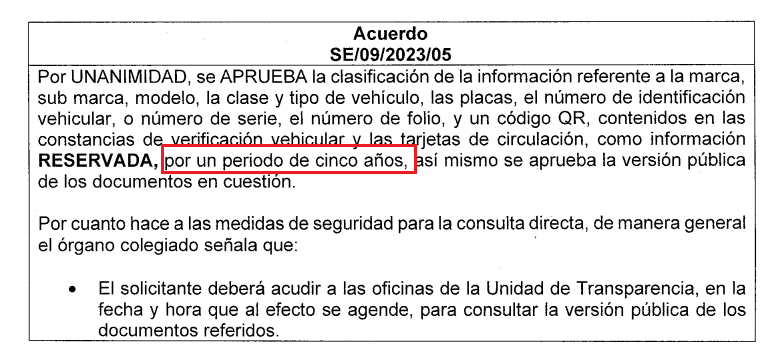 Acuerdo
SE/09/2023/05
Por UNANIMIDAD, se APRUEBA la clasificación de la información referente a la marca,
sub marca, modelo, la clase y tipo de vehículo, las placas, el número de identificación
vehicular, o número de serie, el número de folio, y un código QR, contenidos en las
constancias de verificación vehicular y las tarjetas de circulación, como información
RESERVADA, por un periodo de cinco años, así mismo se aprueba la versión pública
de los documentos en cuestión.
Por cuanto hace a las medidas de seguridad para la consulta directa, de manera general
el órgano colegiado señala que:
• El solicitante deberá acudir a las oficinas de la Unidad de Transparencia, en la
fecha y hora que al efecto se agende, para consultar la versión pública de los
documentos referidos.